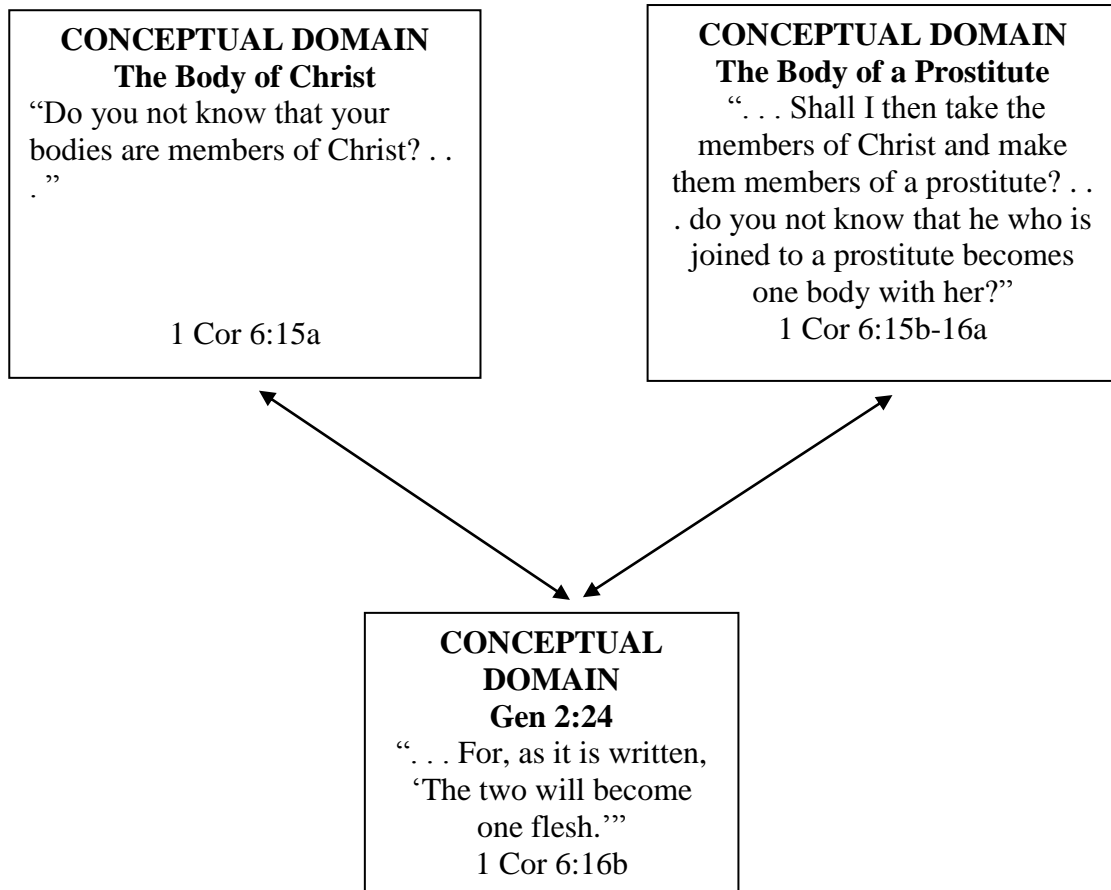 CONCEPTUAL DOMAIN
The Body of Christ
“Do you not know that your
bodies are members of Christ? . .
. ”
1 Cor 6:15a
CONCEPTUAL DOMAIN
The Body of a Prostitute
“. . . Shall I then take the
members of Christ and make
them members of a prostitute? . .
. do you not know that he who is
joined to a prostitute becomes
one body with her?”
1 Cor 6:15b-16a
CONCEPTUAL
DOMAIN
Gen 2:24
“. . . For, as it is written,
‘The two will become
one flesh.’”
1 Cor 6:16b